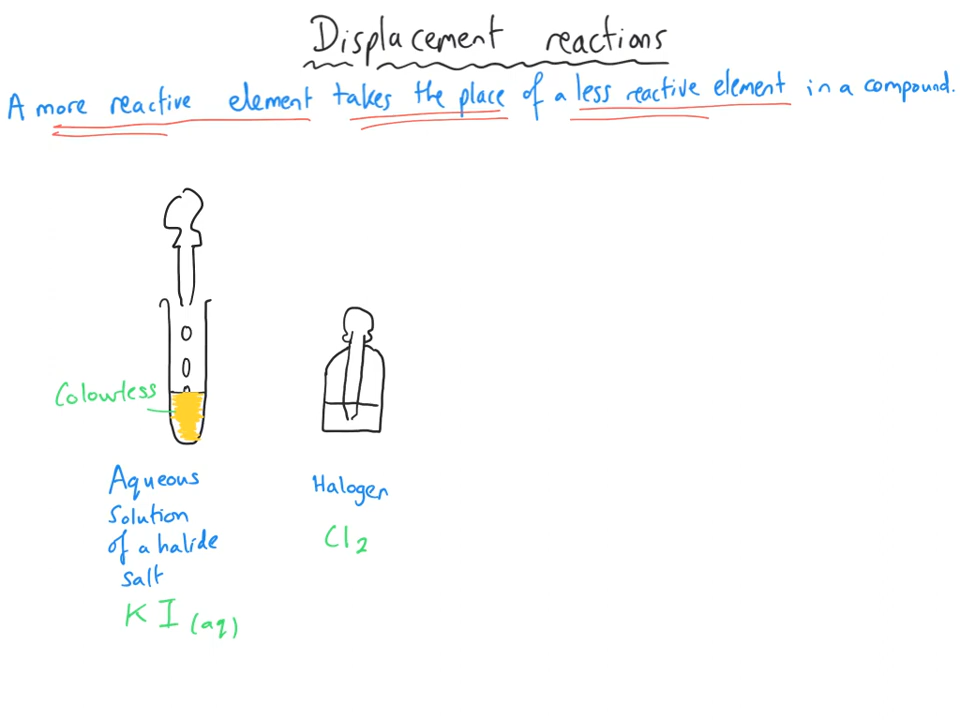 Displacement reactions
A more reactive element takes the place of a less reactive element in a compound.
Colourless
Aqueous
Solution
of a halide
salt
KI (aq)
Halogen
Cl2